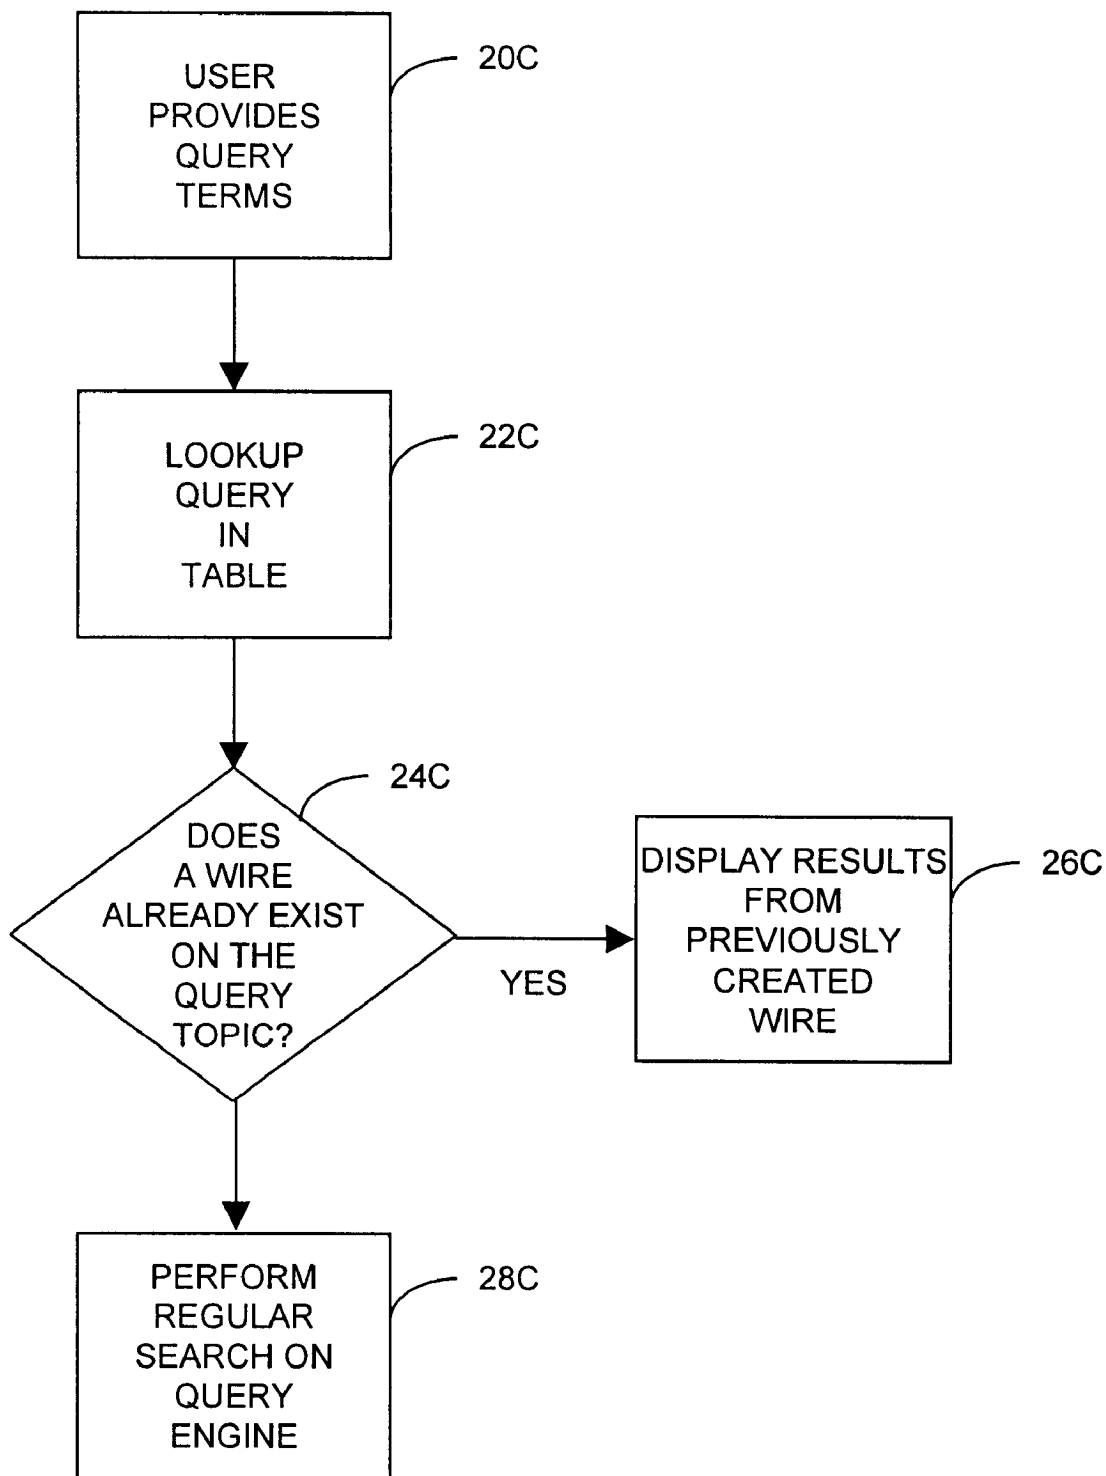 USER
PROVIDES
QUERY
TERMS
20C
LOOKUP
QUERY
IN
TABLE
22C
DOES
A WIRE
ALREADY EXIST
ON THE
QUERY
TOPIC?
24C
YES
DISPLAY RESULTS
FROM
PREVIOUSLY
CREATED
WIRE
26C
PERFORM
REGULAR
SEARCH ON
QUERY
ENGINE
28C